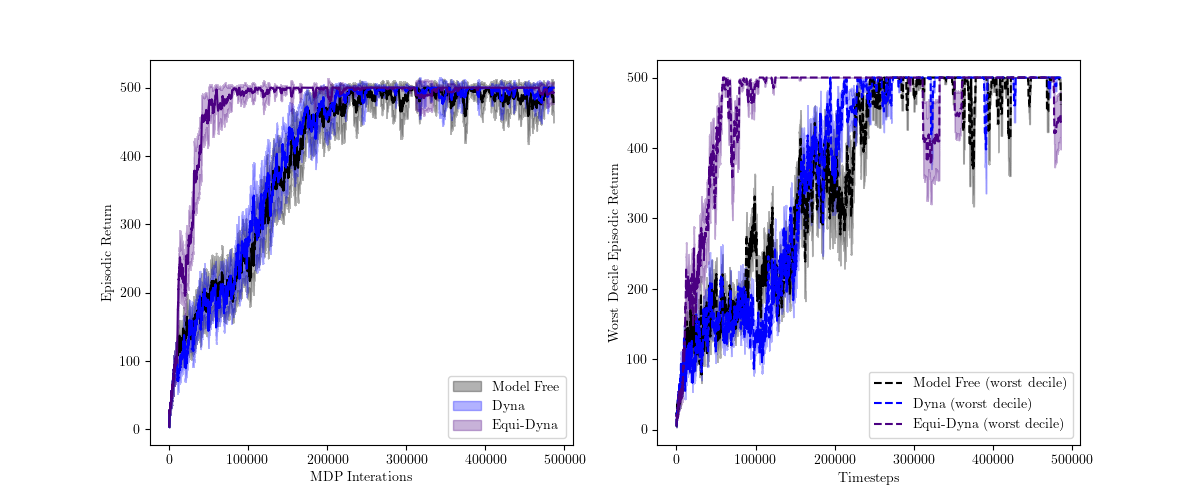 500
400
300
200
100
0
Episodic Return
0
100000
200000
300000
400000
500000
MDP Interations
Model Free
Dyna
Equi-Dyna
500
400
300
200
100
0
Worst Decile Episodic Return
0
100000
200000
300000
400000
500000
Timesteps
Model Free (worst decile)
Dyna (worst decile)
Equi-Dyna (worst decile)